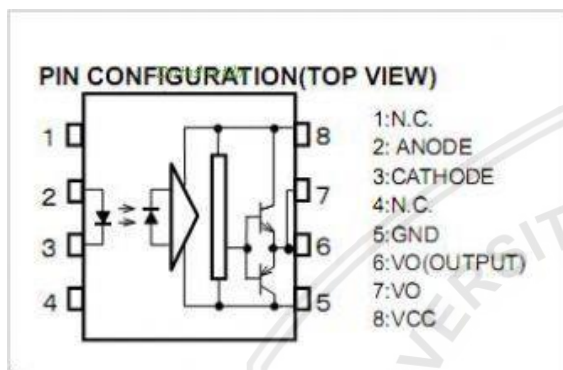 PIN CONFIGURATION(TOP VIEW)
1
2
3
4
8
7
6
5
1:N.C.
2: ANODE
3:CATHODE
4:N.C.
5:GND
6:VO(OUTPUT)
7:VO
8:VCC
VERSIT